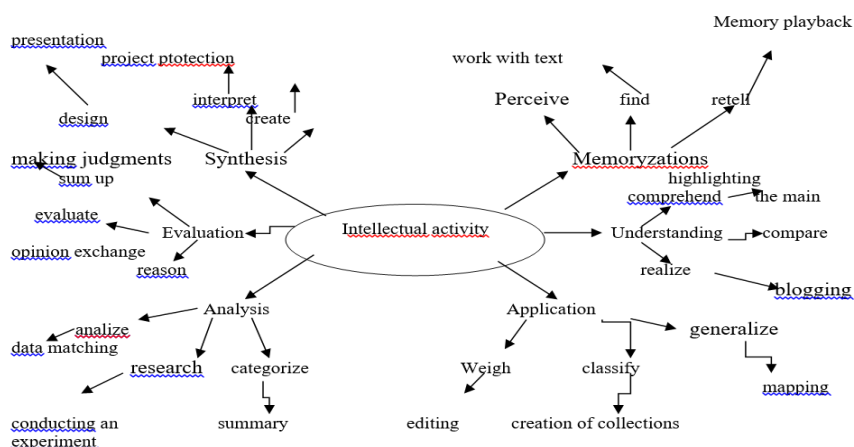 Memory playback
presentation
project ptotection
work with text
interpret
Perceive
find
retell
design
create
making judgments
Synthesis
Memoryzations
sum up
highlighting
comprehend
the main
evaluate
Evaluation
Intellectual activity
Understanding
compare
opinion exchange
reason
realize
blogging
Analysis
Application
analize
generalize
data matching
research
categorize
Weigh
classify
mapping
conducting an
experiment
summary
editing
creation of collections